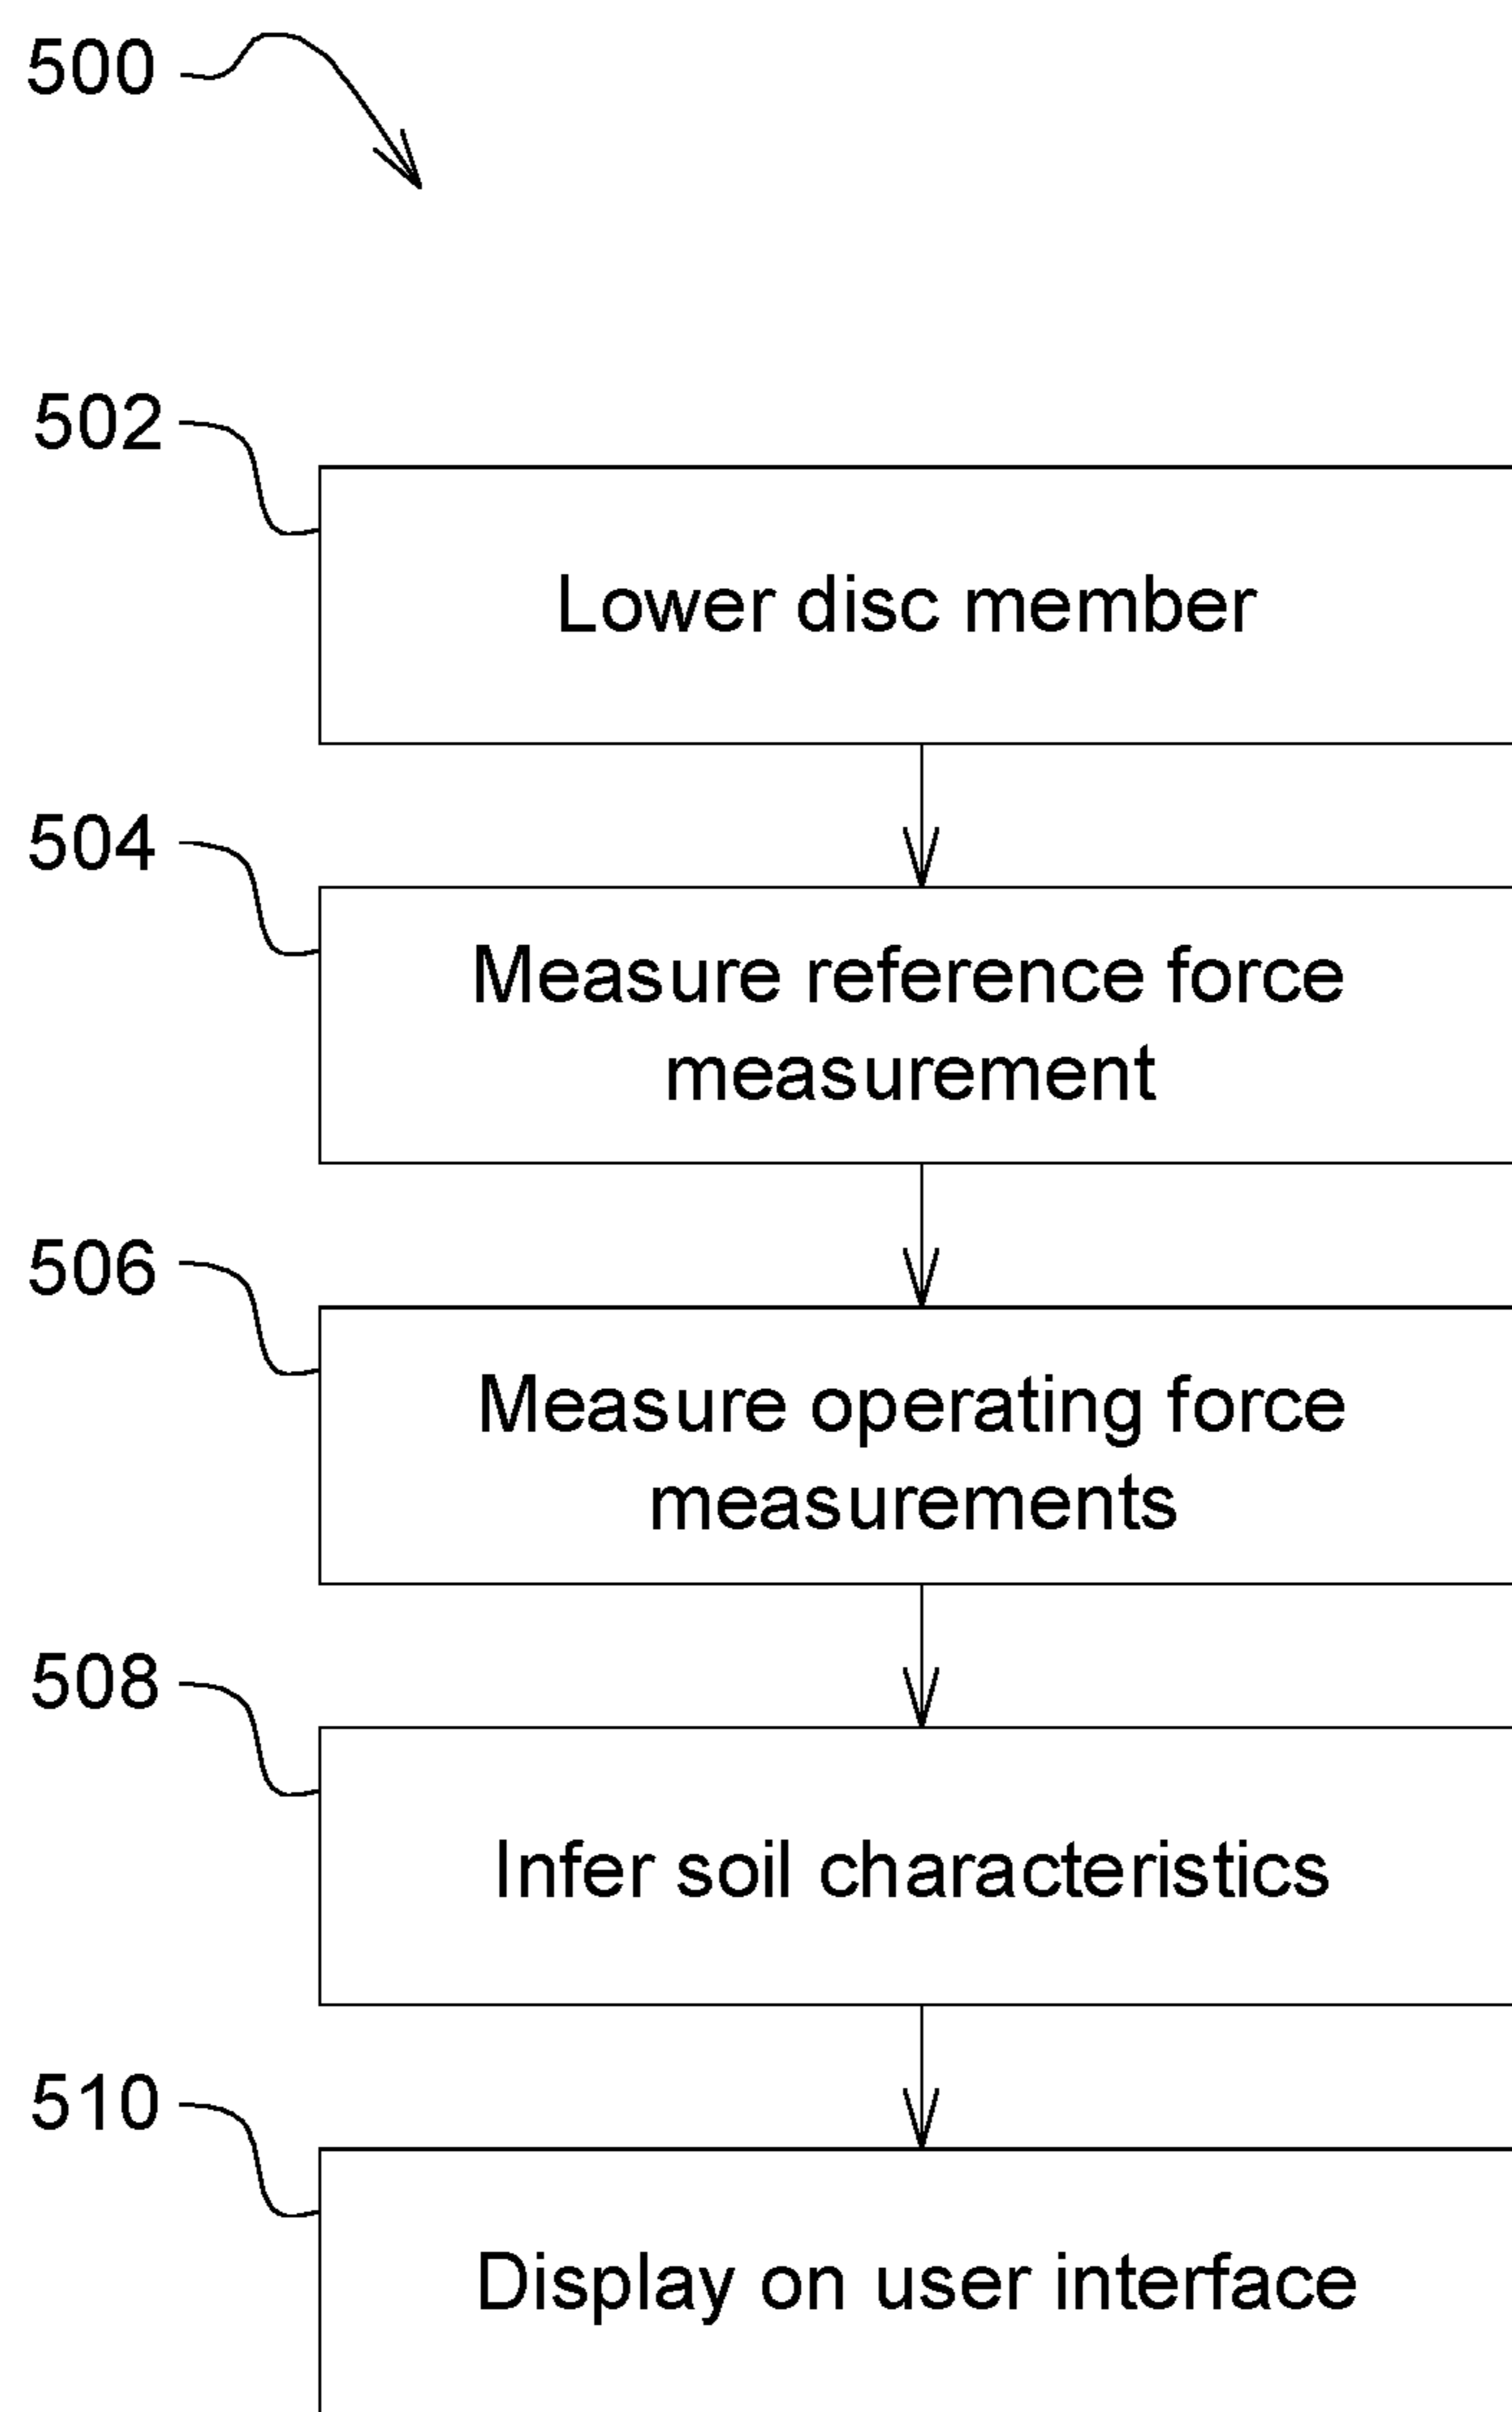 500
502
Lower disc member
504
Measure reference force
measurement
506
Measure operating force
measurements
508
Infer soil characteristics
510
Display on user interface